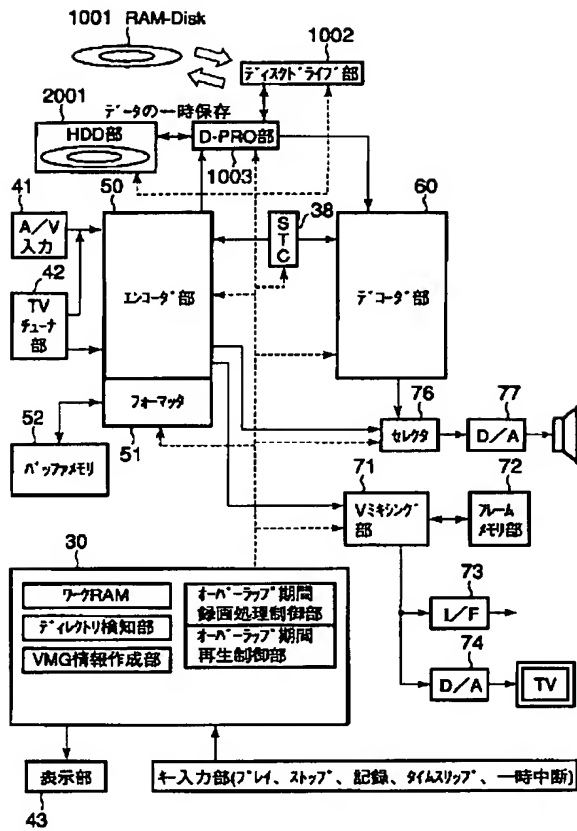 1001 RAM-Disk
1002
ディスクドライブ部
2001
データの一時保存
HDD部
D-PRO部
1003
41
50
38
60
A/V
入力
STC
42
TV
チューナ
部
エンコーダ部
デコーダ部
フォーマッタ
51
52
バッファメモリ
76
セレクタ
77
D/A
71
Vミキシング
部
72
フレーム
メモリ部
30
73
I/F
ワークRAM
ディレクトリ検知部
VMG情報作成部
オーバーラップ期間
録画処理制御部
オーバーラップ期間
再生制御部
74
D/A
TV
表示部
43
キー入力部(プレイ、ストップ、記録、タイムスリップ、一時中断)